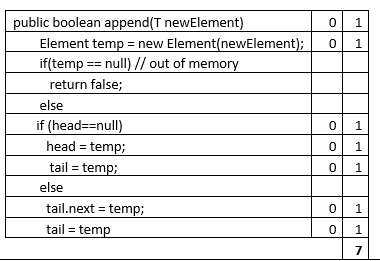 public boolean append(T newElement) 0 1
Element temp = new Element(newElement); 0 1
if(temp == null) // out of memory
return false;
else
if (head==null) 0 1
head = temp; 0 1
tail = temp; 0 1
else
tail.next = temp; 0 1
tail = temp 0 1
7